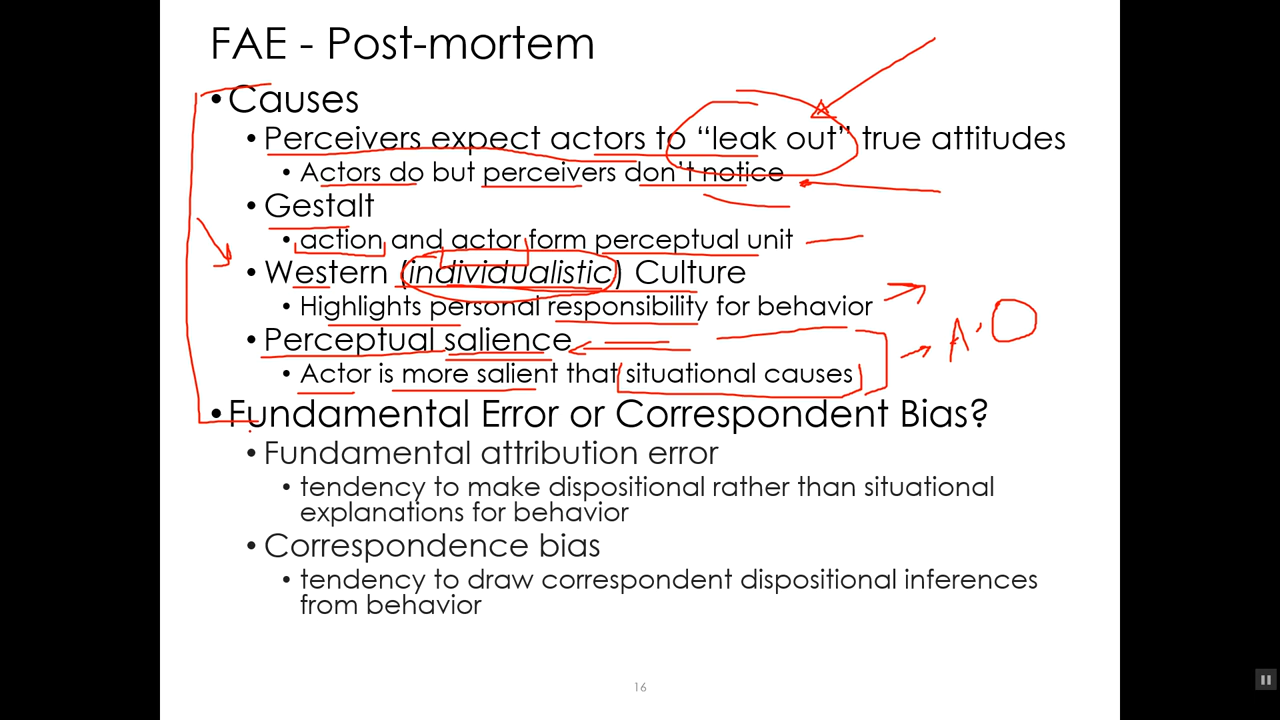 FAE - Post-mortem
• Causes
• Perceivers expect actors to “leak out” true attitudes
• Actors do but perceivers don’t notice
• Gestalt
• action and actor form perceptual unit
• Western (individualistic) Culture
• Highlights personal responsibility for behavior
• Perceptual salience
• Actor is more salient that situational causes
A. O
• Fundamental Error or Correspondent Bias?
• Fundamental attribution error
• tendency to make dispositional rather than situational
explanations for behavior
• Correspondence bias
• tendency to draw correspondent dispositional inferences
from behavior
16